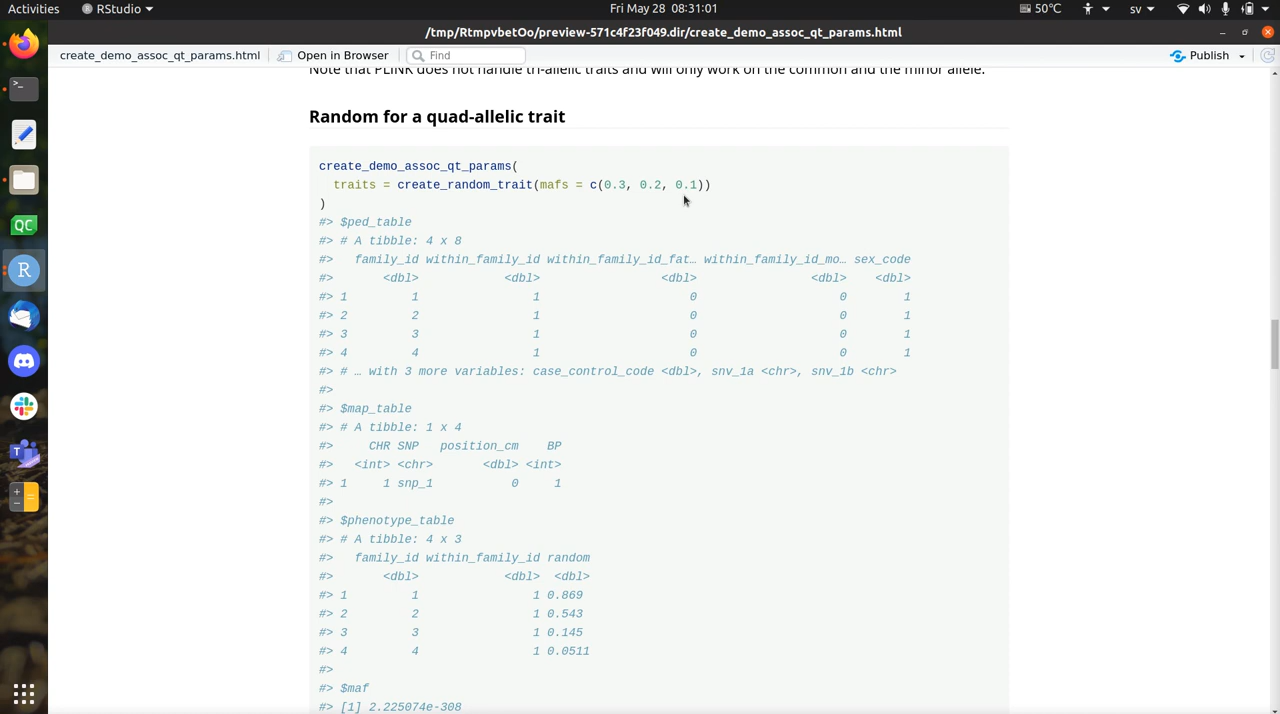 Activities RStudio Fri May 28 08:31:01 50°C sv
/tmp/RtmpvbetOo/preview-571c4f23f049.dir/create_demo_assoc_qt_params.html
create_demo_assoc_qt_params.html Open in Browser Find Publish
Note that PLINK does not handle tri-allelic traits and will only work on the common and the minor allele.
Random for a quad-allelic trait
create_demo_assoc_qt_params(
  traits = create_random_trait(mafs = c(0.3, 0.2, 0.1))
)
#> $ped_table
#> # A tibble: 4 x 8
#>   family_id within_family_id within_family_id_fat… within_family_id_mo… sex_code
#>       <dbl>            <dbl>                 <dbl>                <dbl>    <dbl>
#> 1         1                1                     0                    0        1
#> 2         2                1                     0                    0        1
#> 3         3                1                     0                    0        1
#> 4         4                1                     0                    0        1
#> # … with 3 more variables: case_control_code <dbl>, snv_1a <chr>, snv_1b <chr>
#>
#> $map_table
#> # A tibble: 1 x 4
#>     CHR SNP   position_cm    BP
#>   <int> <chr>       <dbl> <int>
#> 1     1 snp_1           0     1
#>
#> $phenotype_table
#> # A tibble: 4 x 3
#>   family_id within_family_id random
#>       <dbl>            <dbl>  <dbl>
#> 1         1                1 0.869
#> 2         2                1 0.543
#> 3         3                1 0.145
#> 4         4                1 0.0511
#>
#> $maf
#> [1] 2.225074e-308
QC
R